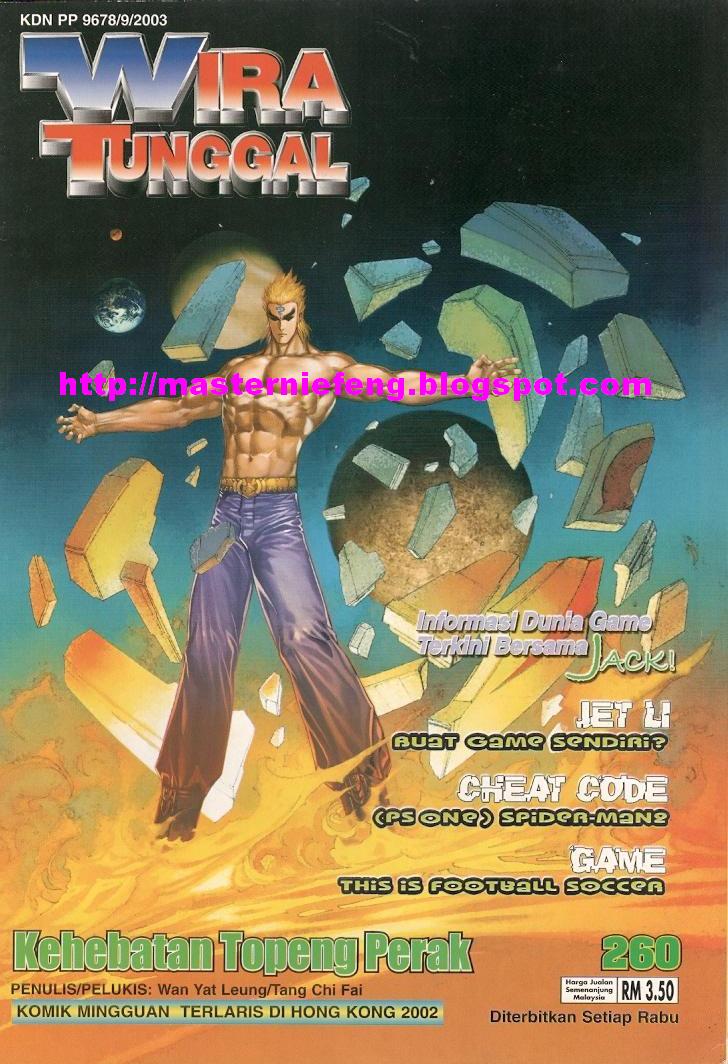 KDN PP 9678/9/2003
WIRA
TUNGGAL
http://masterniefeng.blogspot.com
Informasi Dunia Game
Terkini Bersama
JACK!
JET LI
BUAT GAME SENDIRI?
CHEAT CODE
(PS ONE) SPIDER-MAN2
GAME
THIS IS FOOTBALL SOCCER
Kehebatan Topeng Perak
260
PENULIS/PELUKIS: Wan Yat Leung/Tang Chi Fai
Harga Jualan
Semenanjung
Malaysia
RM 3.50
KOMIK MINGGUAN TERLARIS DI HONG KONG 2002
Diterbitkan Setiap Rabu